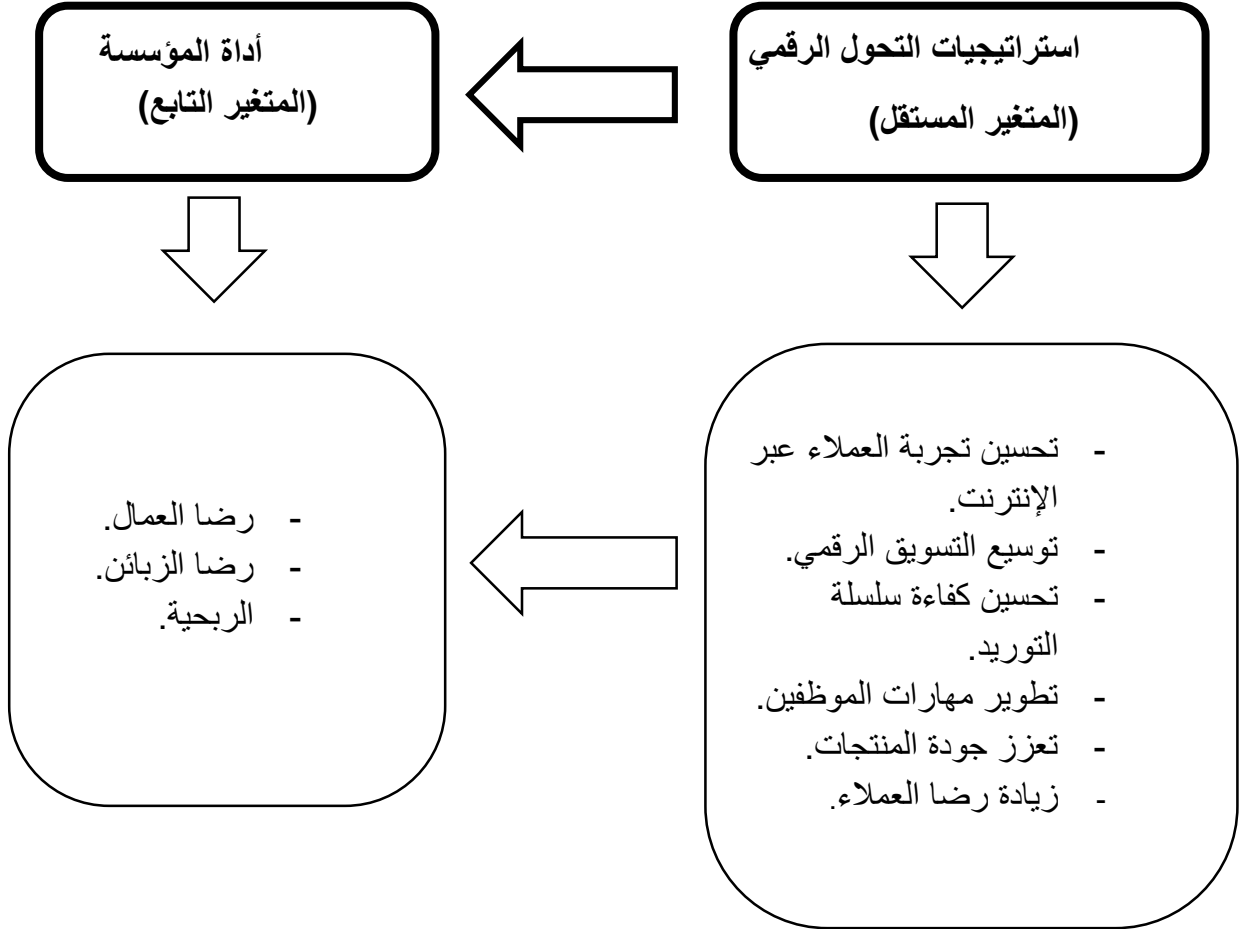 استراتيجيات التحول الرقمي
(المتغير المستقل)
أداة المؤسسة
(المتغير التابع)
- تحسين تجربة العملاء عبر
الإنترنت.
- توسيع التسويق الرقمي.
- تحسين كفاءة سلسلة
التوريد.
- تطوير مهارات الموظفين.
- تعزز جودة المنتجات.
- زيادة رضا العملاء.
- رضا العمال.
- رضا الزبائن.
- الربحية.